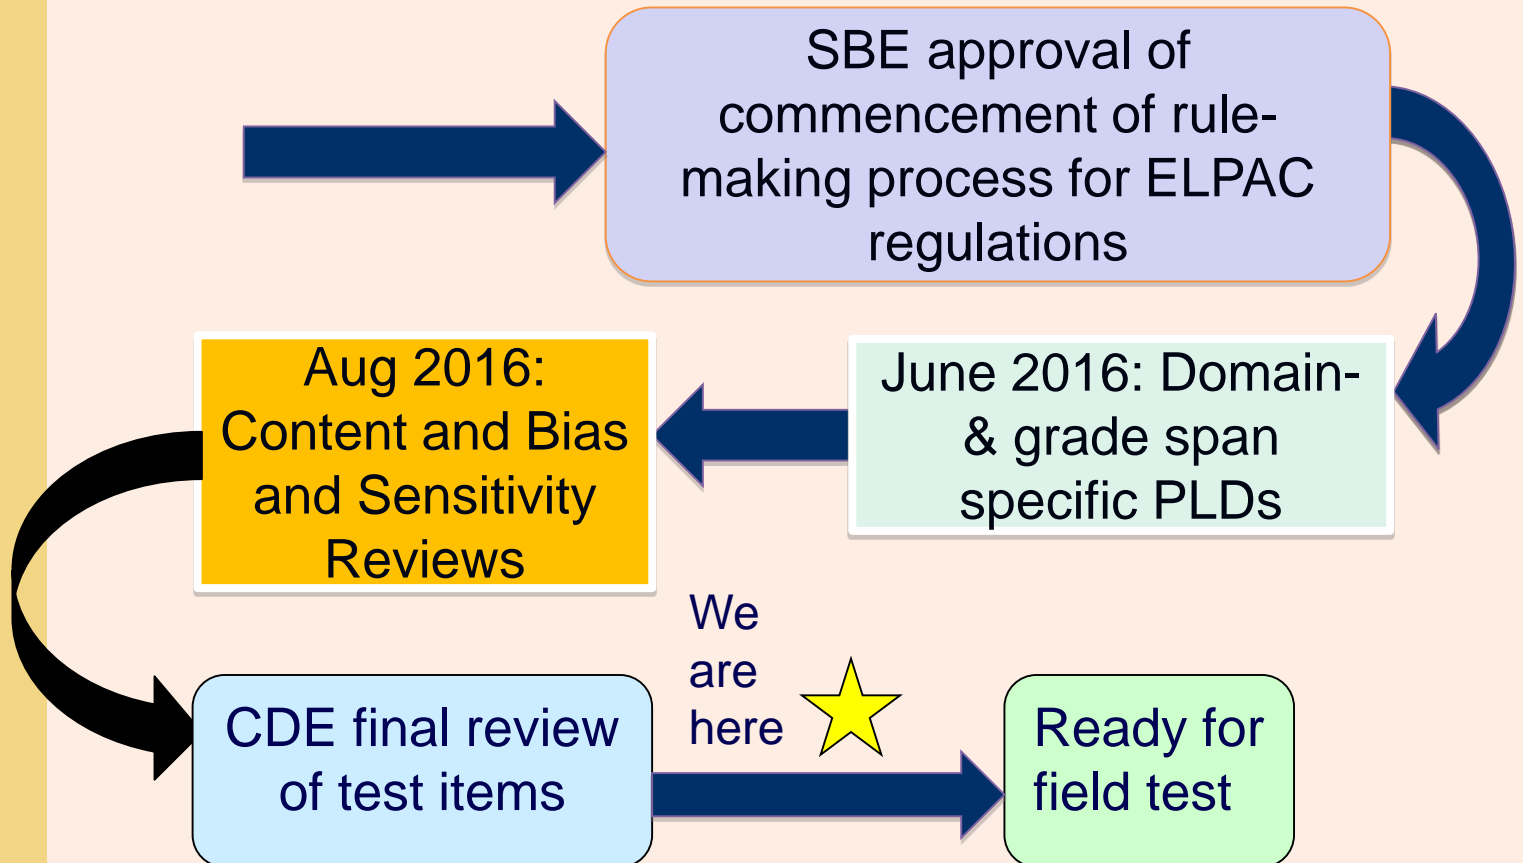 SBE approval of
commencement of rule-
making process for ELPAC
regulations
June 2016: Domain-
& grade span
specific PLDs
Aug 2016:
Content and Bias
and Sensitivity
Reviews
CDE final review
of test items
We
are
here
Ready for
field test